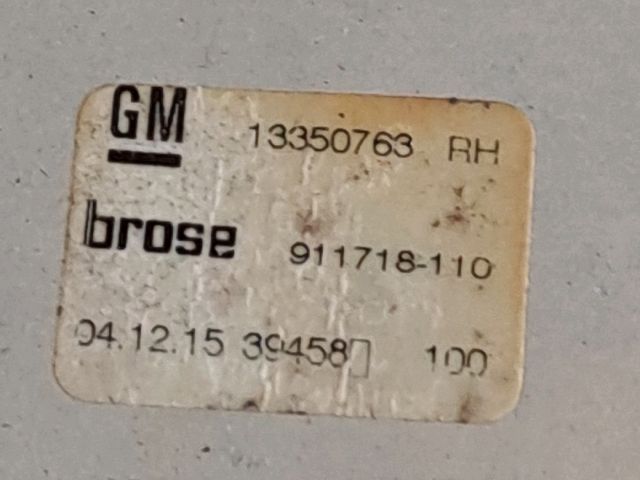 GM 13350763 RH
brose 911718-110
04.12.15 39458▯ 100